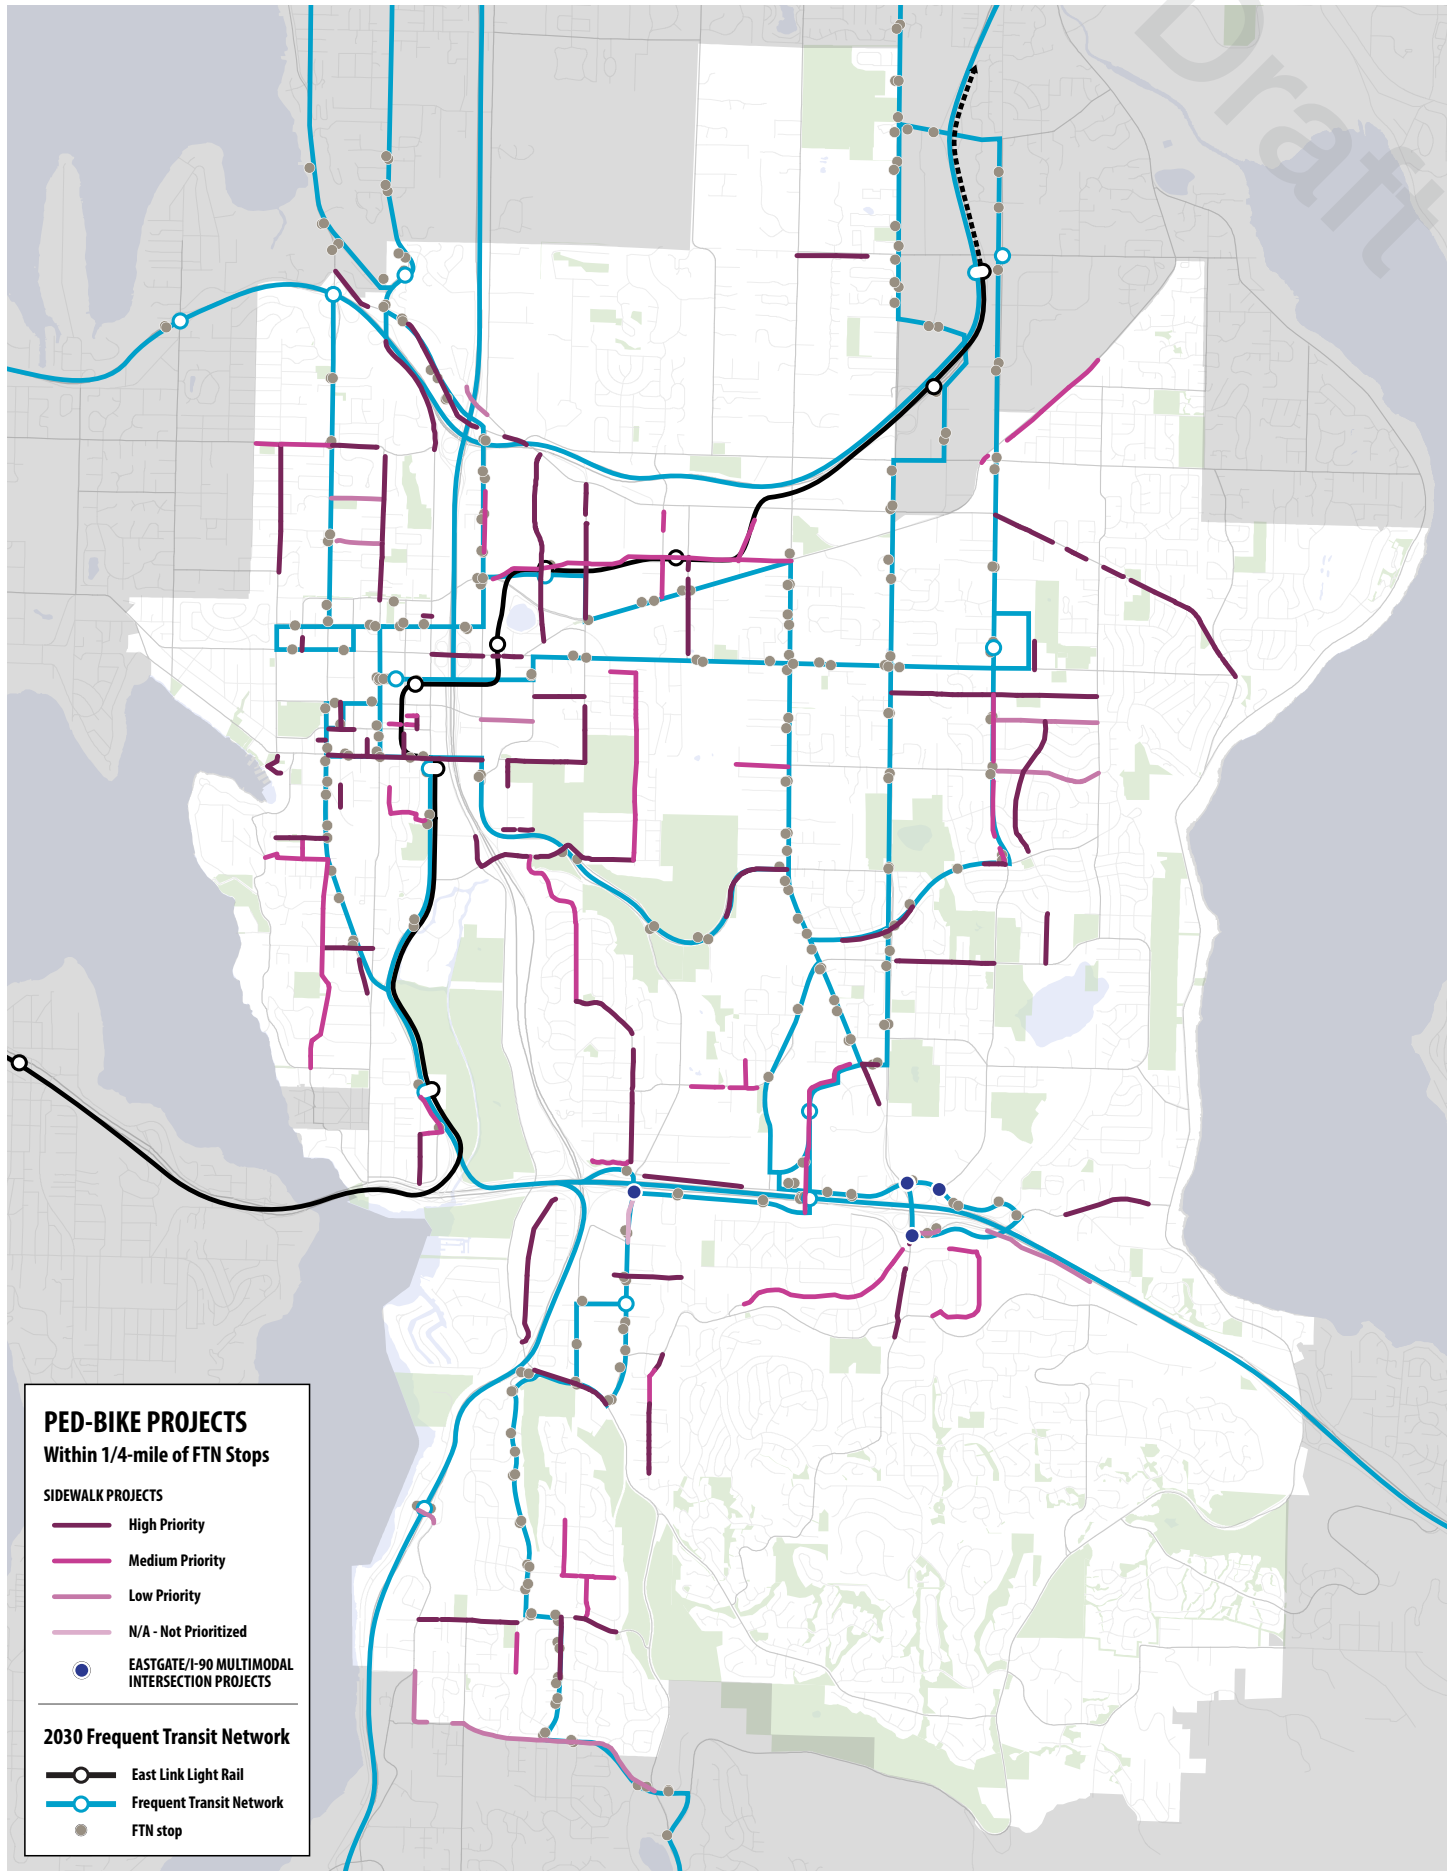 Draft
PED-BIKE PROJECTS
Within 1/4-mile of FTN Stops
SIDEWALK PROJECTS
High Priority
Medium Priority
Low Priority
N/A - Not Prioritized
EASTGATE/I-90 MULTIMODAL
INTERSECTION PROJECTS
2030 Frequent Transit Network
East Link Light Rail
Frequent Transit Network
FTN stop